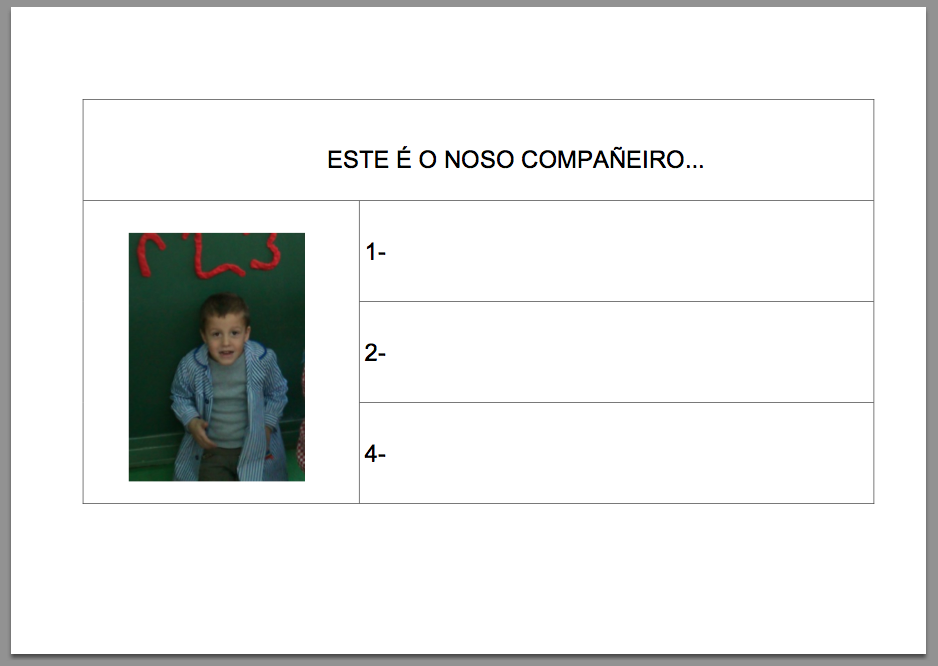 ESTE É O NOSO COMPAÑEIRO...
1-
2-
4-